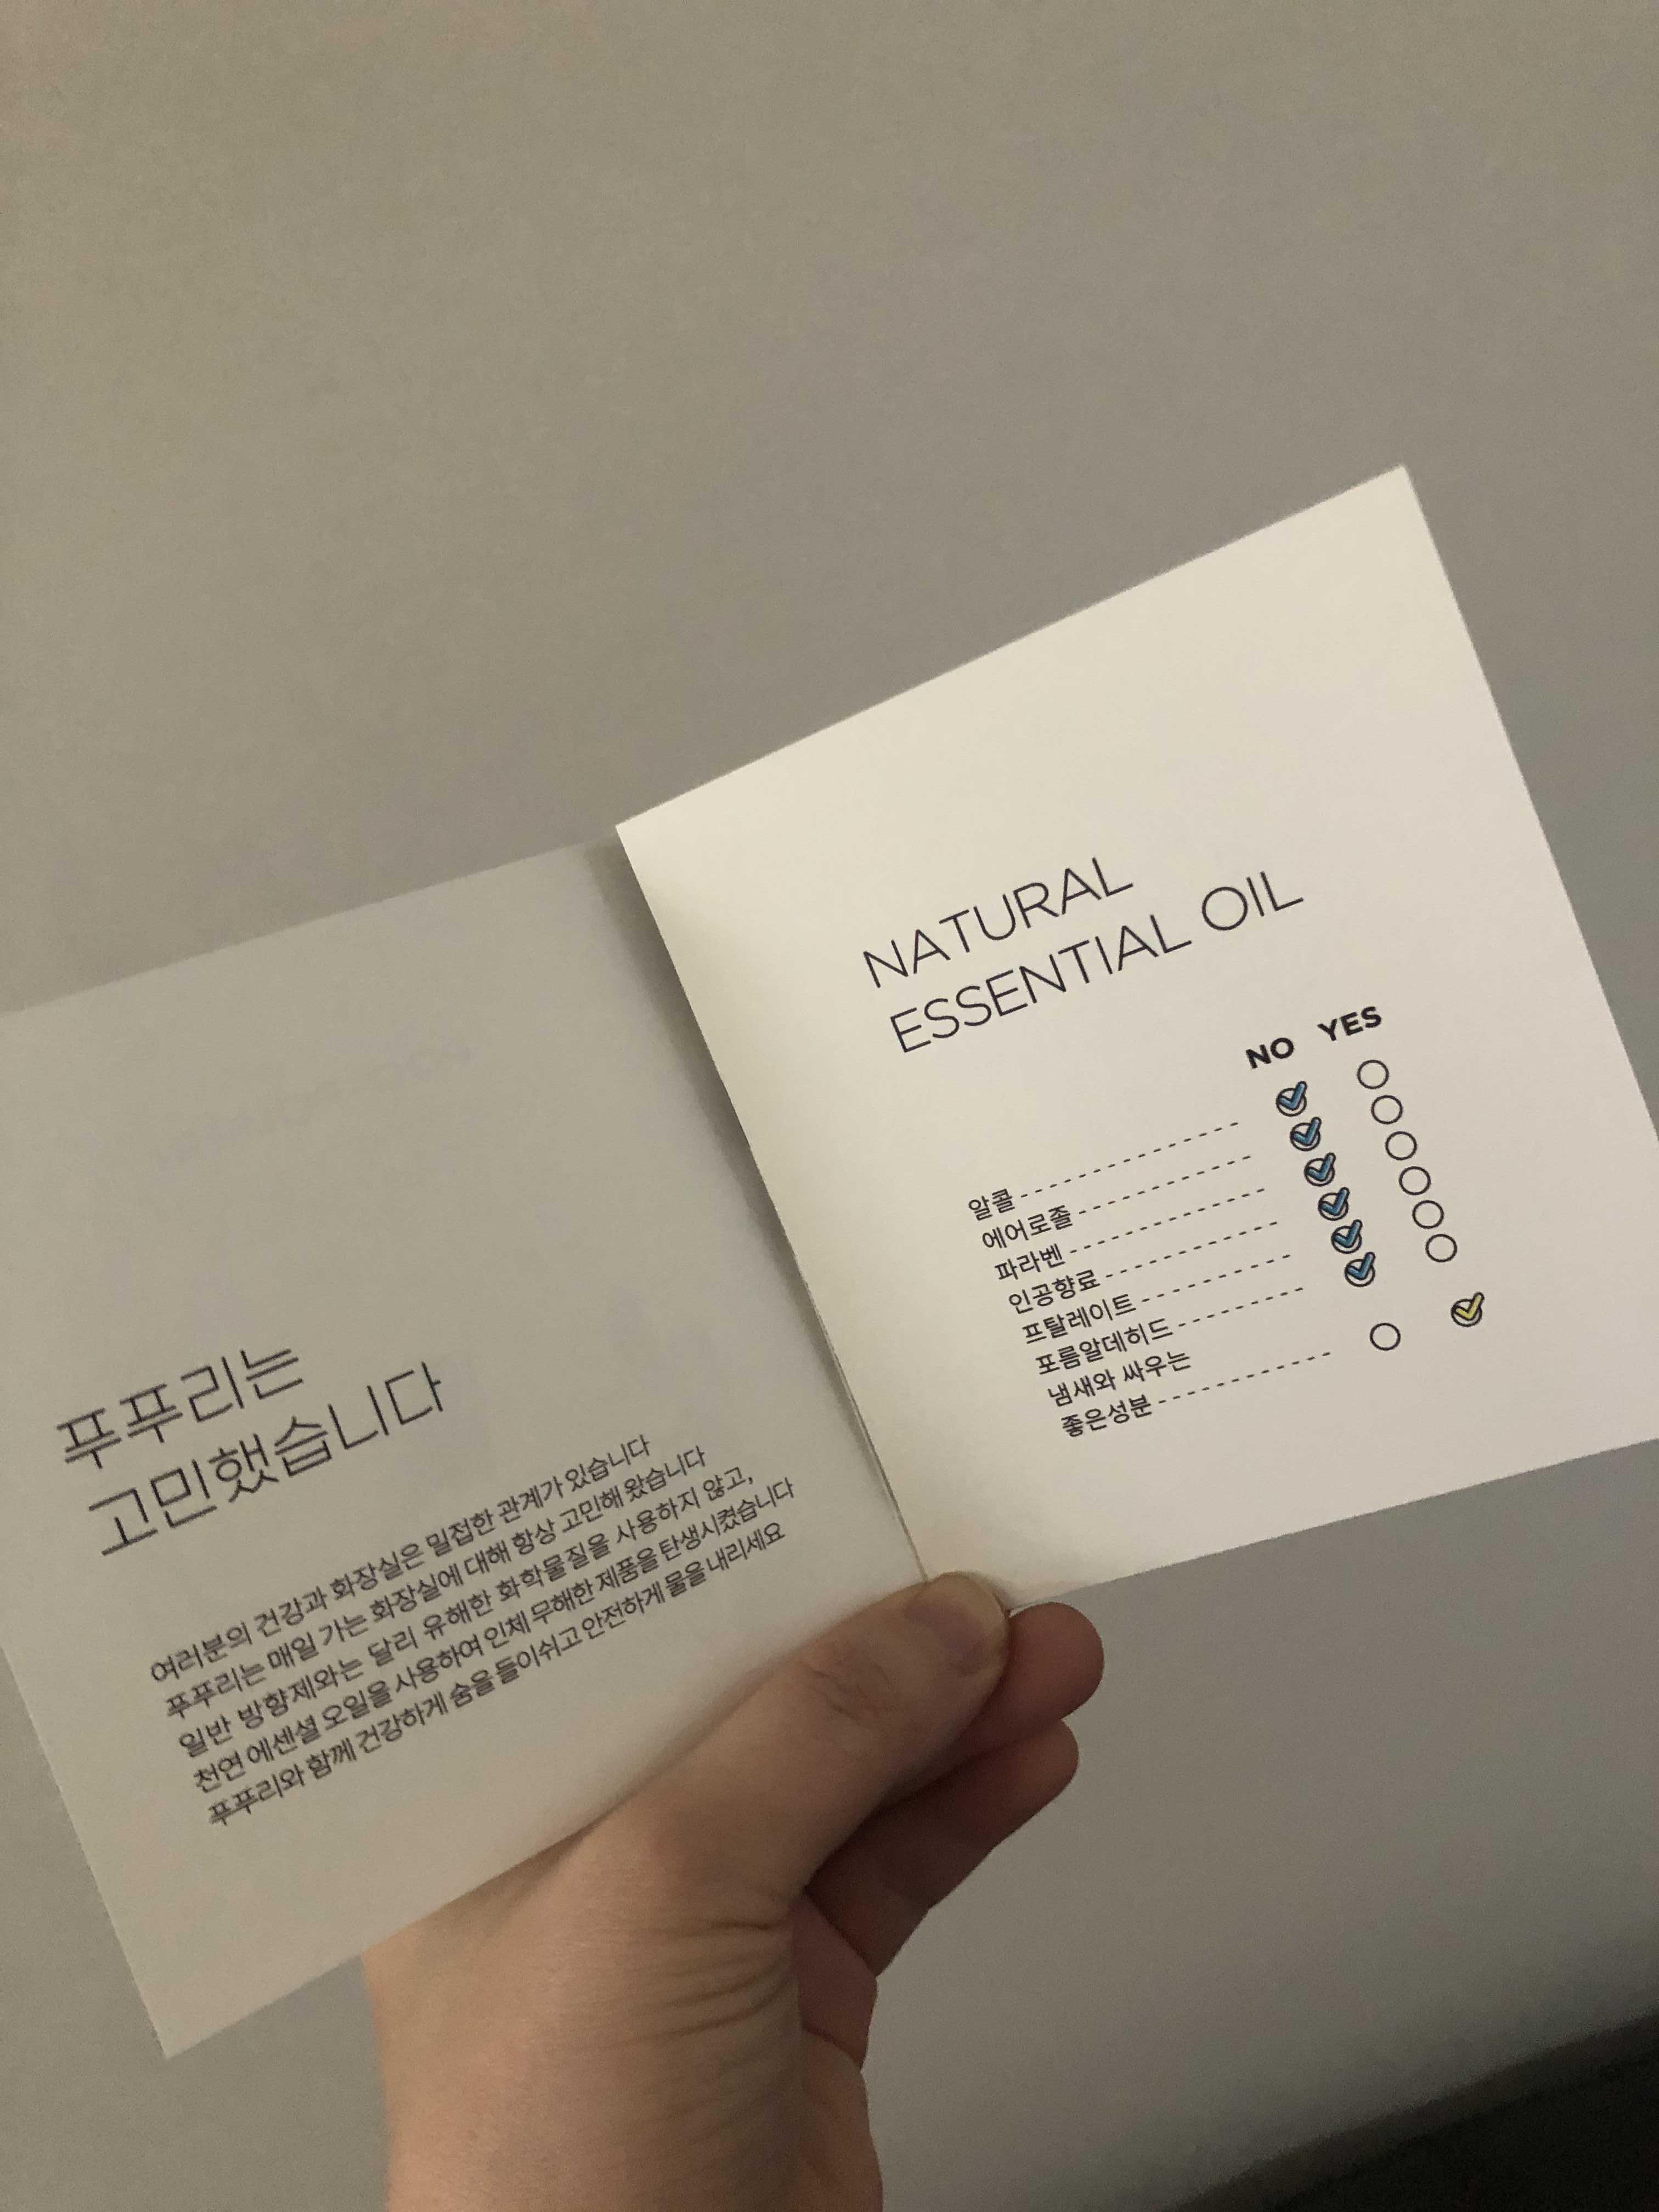 푸푸리는
고민했습니다
여러분의 건강과 화장실은 밀접한 관계가 있습니다
푸푸리는 매일 가는 화장실에 대해 항상 고민해 왔습니다
일반 방향제와는 달리 유해한 화학물질을 사용하지 않고,
천연 에센셜 오일을 사용하여 인체 무해한 제품을 탄생시켰습니다
푸푸리와 함께 건강하게 숨을 들이쉬고 안전하게 물을 내리세요
NATURAL
ESSENTIAL OIL
NO YES
알콜
에어로졸
파라벤
인공향료
프탈레이트
포름알데히드
냄새와 싸우는
좋은성분